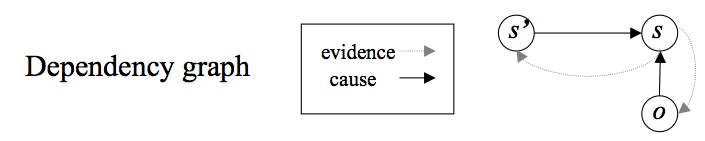 Dependency graph
evidence
cause
s’
s
o